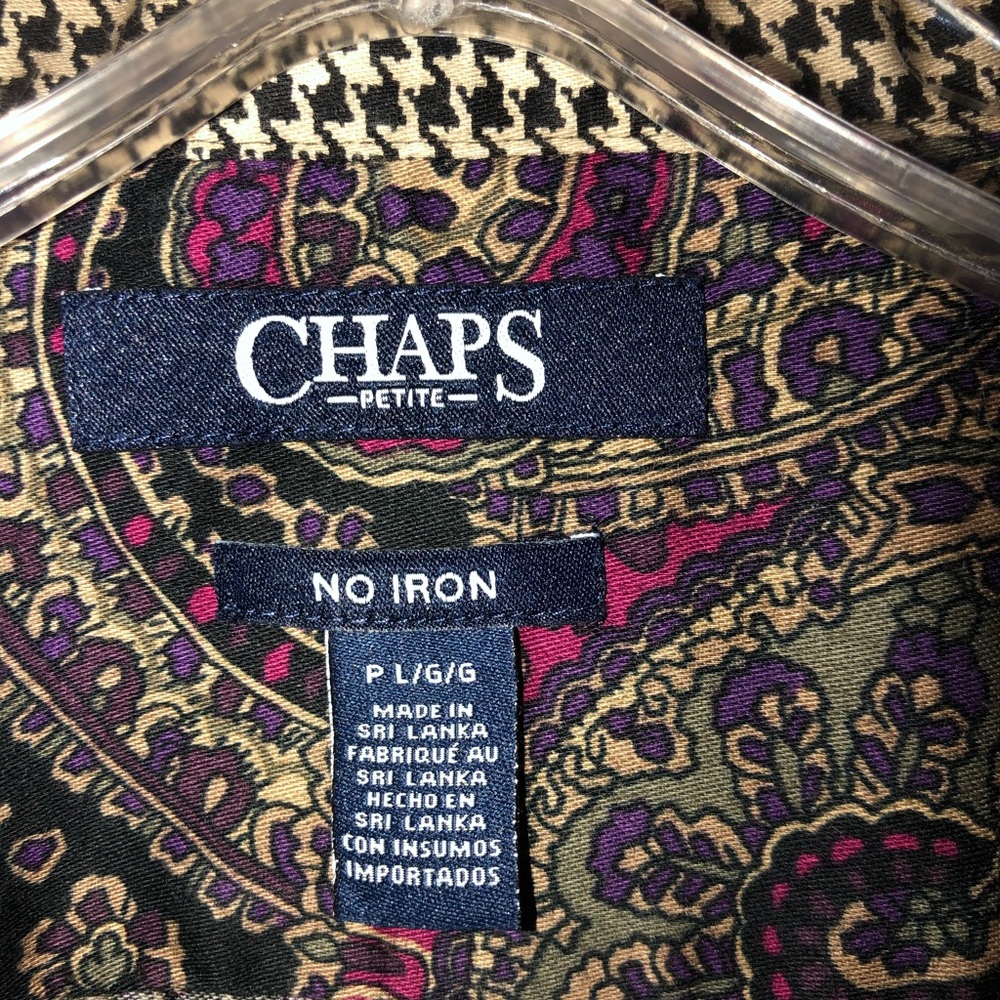 CHAPS
PETITE
NO IRON
P L/G/G
MADE IN
SRI LANKA
FABRIQUÉ AU
SRI LANKA
HECHO EN
SRI LANKA
CON INSUMOS
IMPORTADOS